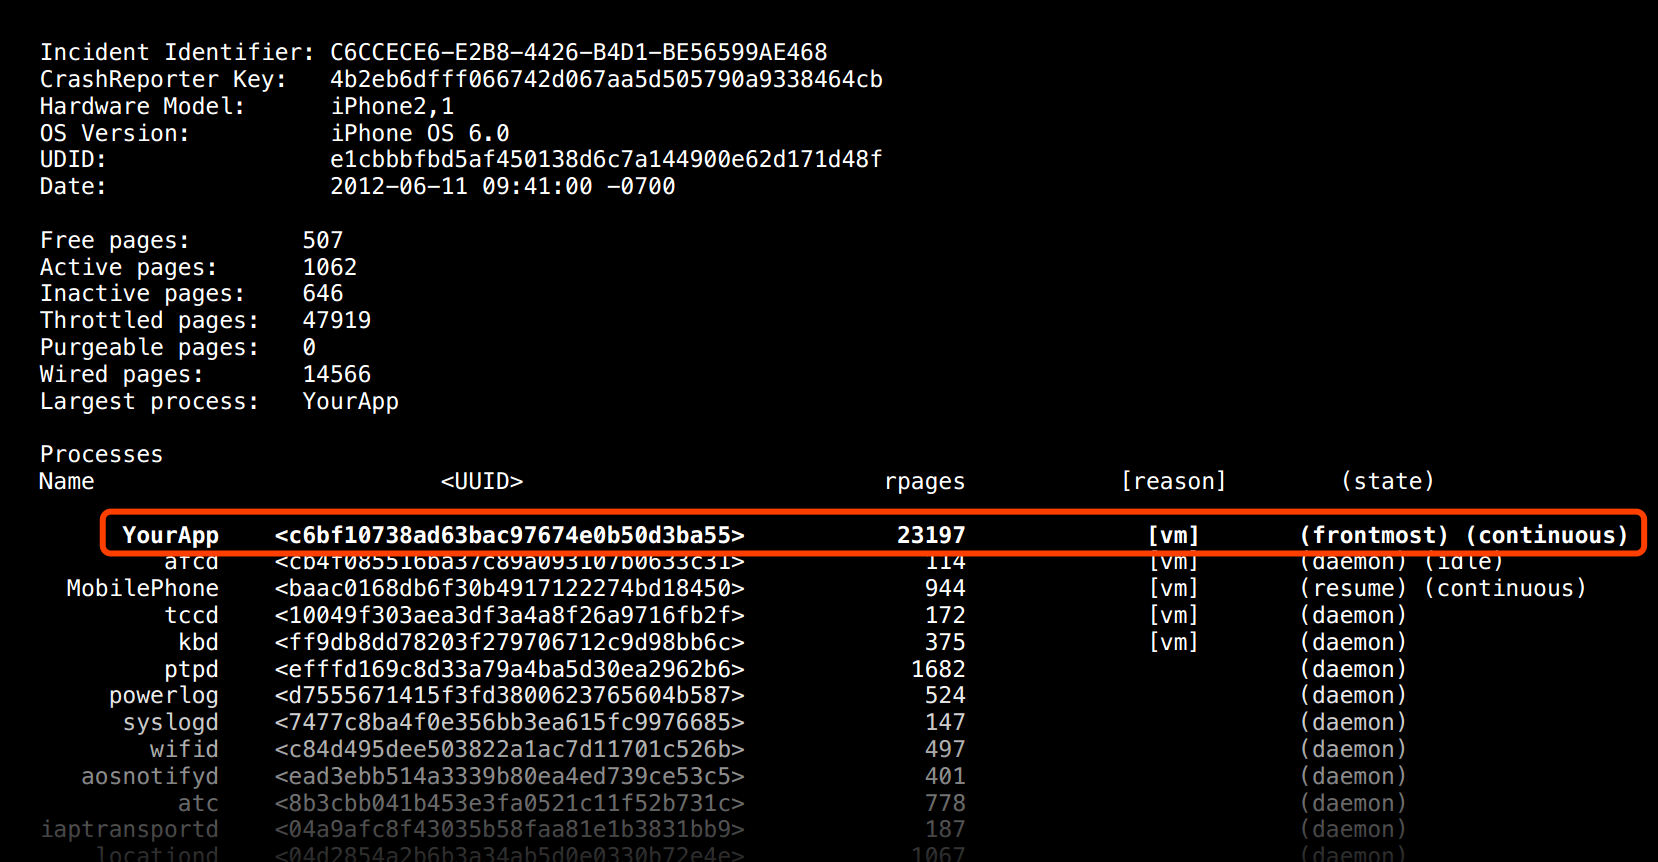 Incident Identifier: C6CCECE6-E2B8-4426-B4D1-BE56599AE468
CrashReporter Key: 4b2eb6dfff066742d067aa5d505790a9338464cb
Hardware Model: iPhone2,1
OS Version: iPhone OS 6.0
UDID: e1cbbbfbd5af450138d6c7a144900e62d171d48f
Date: 2012-06-11 09:41:00 -0700
Free pages: 507
Active pages: 1062
Inactive pages: 646
Throttled pages: 47919
Purgeable pages: 0
Wired pages: 14566
Largest process: YourApp
Processes
Name <UUID> rpages [reason] (state)
YourApp <c6bf10738ad63bac97674e0b50d3ba55> 23197 [vm] (frontmost) (continuous)
afcd <cb4f085516ba37c89a093107b0633c31> 114 [vm] (daemon) (idle)
MobilePhone <baac0168db6f30b4917122274bd18450> 944 [vm] (resume) (continuous)
tccd <10049f303aea3df3a4a8f26a9716fb2f> 172 [vm] (daemon)
kbd <ff9db8dd78203f279706712c9d98bb6c> 375 [vm] (daemon)
ptpd <efffd169c8d33a79a4ba5d30ea2962b6> 1682 (daemon)
powerlog <d7555671415f3fd3800623765604b587> 524 (daemon)
syslogd <7477c8ba4f0e356bb3ea615fc9976685> 147 (daemon)
wifid <c84d495dee503822a1ac7d11701c526b> 497 (daemon)
aosnotifyd <ead3ebb514a3339b80ea4ed739ce53c5> 401 (daemon)
atc <8b3cbb041b453e3fa0521c11f52b731c> 778 (daemon)
iaptransportd <04a9afc8f43035b58faa81e1b3831bb9> 187 (daemon)
locationd <04d2854a2b6b3a34ab5d0e0330b72e4e> 1067 (daemon)